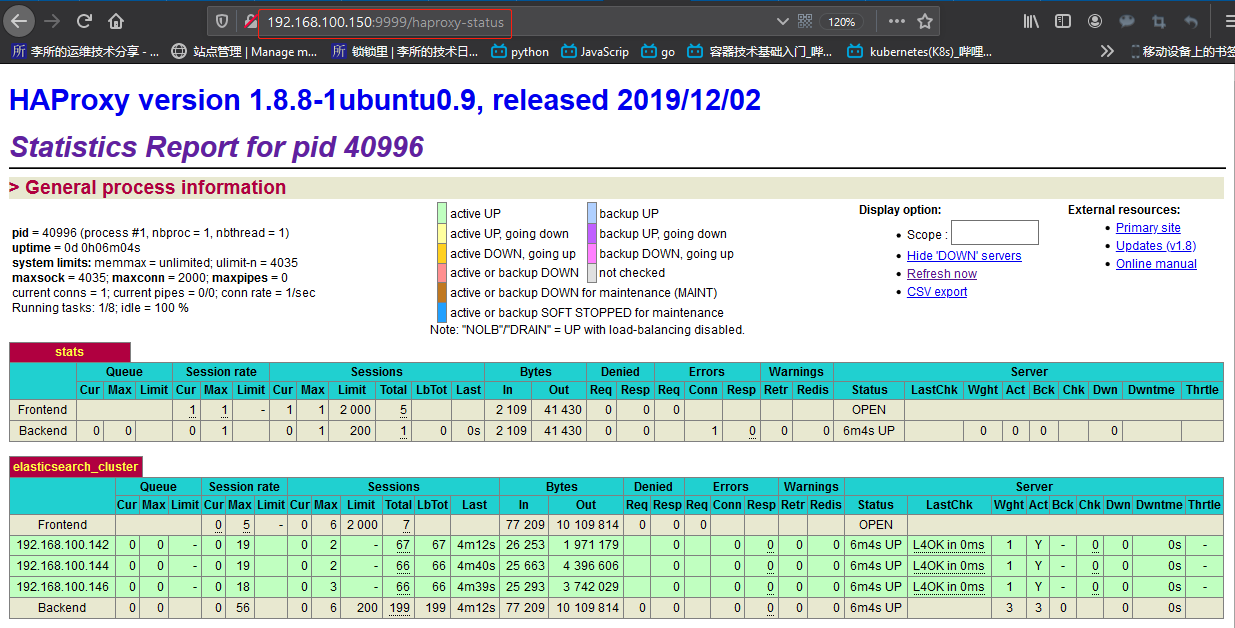 192.168.100.150:9999/haproxy-status 120%
李所的运维技术分享 - ... 站点管理 | Manage m... 锁锁里 | 李所的技术日... python JavaScrip go 容器技术基础入门_哔... kubernetes(K8s)_哔哩... 移动设备上的书签
HAProxy version 1.8.8-1ubuntu0.9, released 2019/12/02
Statistics Report for pid 40996
> General process information
pid = 40996 (process #1, nbproc = 1, nbthread = 1)
uptime = 0d 0h06m04s
system limits: memmax = unlimited; ulimit-n = 4035
maxsock = 4035; maxconn = 2000; maxpipes = 0
current conns = 1; current pipes = 0/0; conn rate = 1/sec
Running tasks: 1/8; idle = 100 %
active UP backup UP
active UP, going down backup UP, going down
active DOWN, going up backup DOWN, going up
active or backup DOWN not checked
active or backup DOWN for maintenance (MAINT)
active or backup SOFT STOPPED for maintenance
Note: "NOLB"/"DRAIN" = UP with load-balancing disabled.
Display option:
Scope :
Hide 'DOWN' servers
Refresh now
CSV export
External resources:
Primary site
Updates (v1.8)
Online manual
stats
Queue Session rate Sessions Bytes Denied Errors Warnings Server
Cur Max Limit Cur Max Limit Cur Max Limit Total LbTot Last In Out Req Resp Req Conn Resp Retr Redis Status LastChk Wght Act Bck Chk Dwn Dwntme Thrtle
Frontend 1 1 - 1 1 2 000 5 2 109 41 430 0 0 0 OPEN
Backend 0 0 0 1 0 1 200 1 0 0s 2 109 41 430 0 0 1 0 0 0 6m4s UP 0 0 0 0
elasticsearch_cluster
Queue Session rate Sessions Bytes Denied Errors Warnings Server
Cur Max Limit Cur Max Limit Cur Max Limit Total LbTot Last In Out Req Resp Req Conn Resp Retr Redis Status LastChk Wght Act Bck Chk Dwn Dwntme Thrtle
Frontend 0 5 - 0 6 2 000 7 77 209 10 109 814 0 0 0 OPEN
192.168.100.142 0 0 - 0 19 0 2 - 67 67 4m12s 26 253 1 971 179 0 0 0 0 0 6m4s UP L4OK in 0ms 1 Y - 0 0 0s -
192.168.100.144 0 0 - 0 19 0 2 - 66 66 4m40s 25 663 4 396 606 0 0 0 0 0 6m4s UP L4OK in 0ms 1 Y - 0 0 0s -
192.168.100.146 0 0 - 0 18 0 3 - 66 66 4m39s 25 293 3 742 029 0 0 0 0 0 6m4s UP L4OK in 0ms 1 Y - 0 0 0s -
Backend 0 0 0 56 0 6 200 199 199 4m12s 77 209 10 109 814 0 0 0 0 0 0 6m4s UP 3 3 0 0 0s